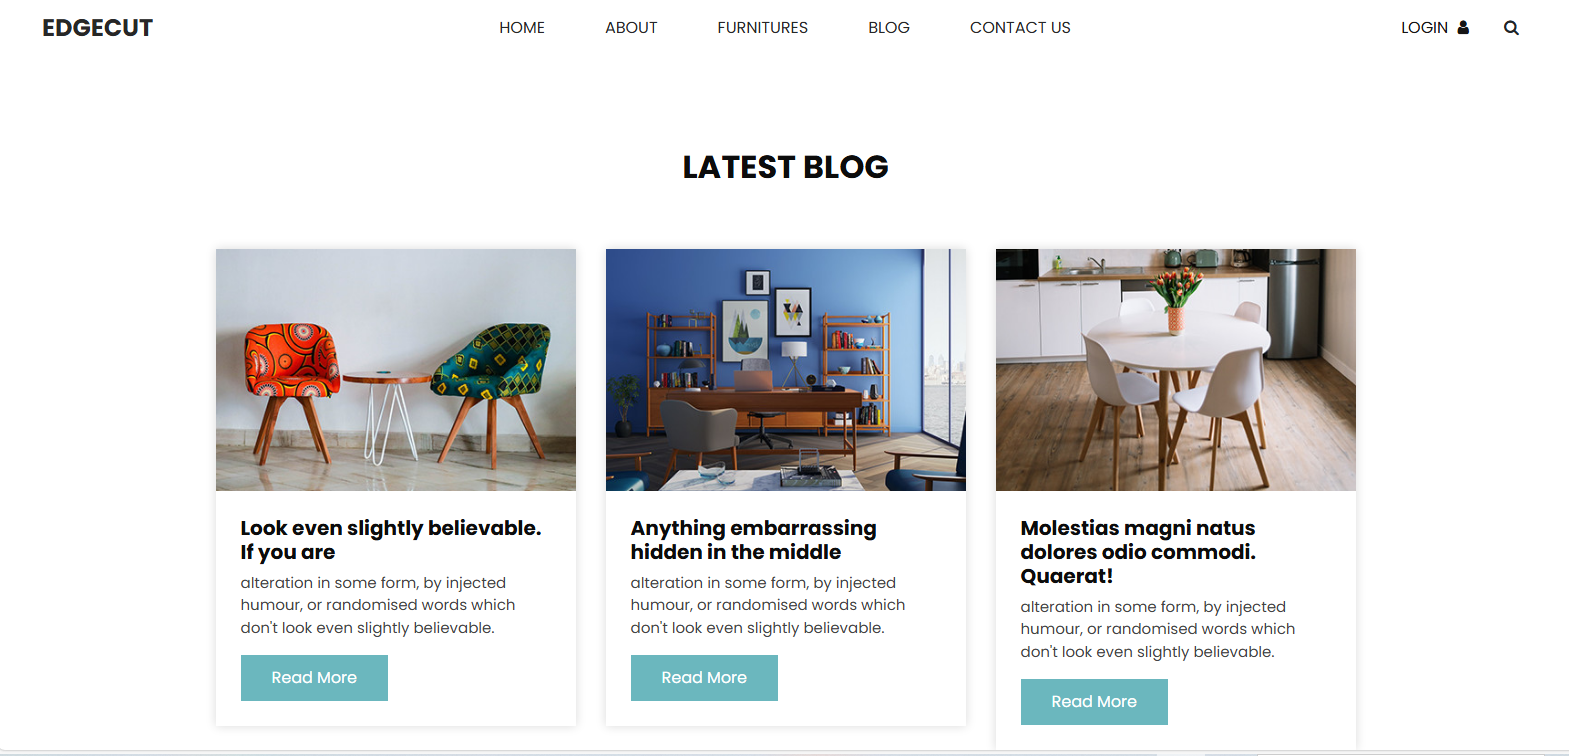 EDGECUT HOME ABOUT FURNITURES BLOG CONTACT US LOGIN
LATEST BLOG
Look even slightly believable.
If you are
alteration in some form, by injected
humour, or randomised words which
don't look even slightly believable.
Read More
Anything embarrassing
hidden in the middle
alteration in some form, by injected
humour, or randomised words which
don't look even slightly believable.
Read More
Molestias magni natus
dolores odio commodi.
Quaerat!
alteration in some form, by injected
humour, or randomised words which
don't look even slightly believable.
Read More